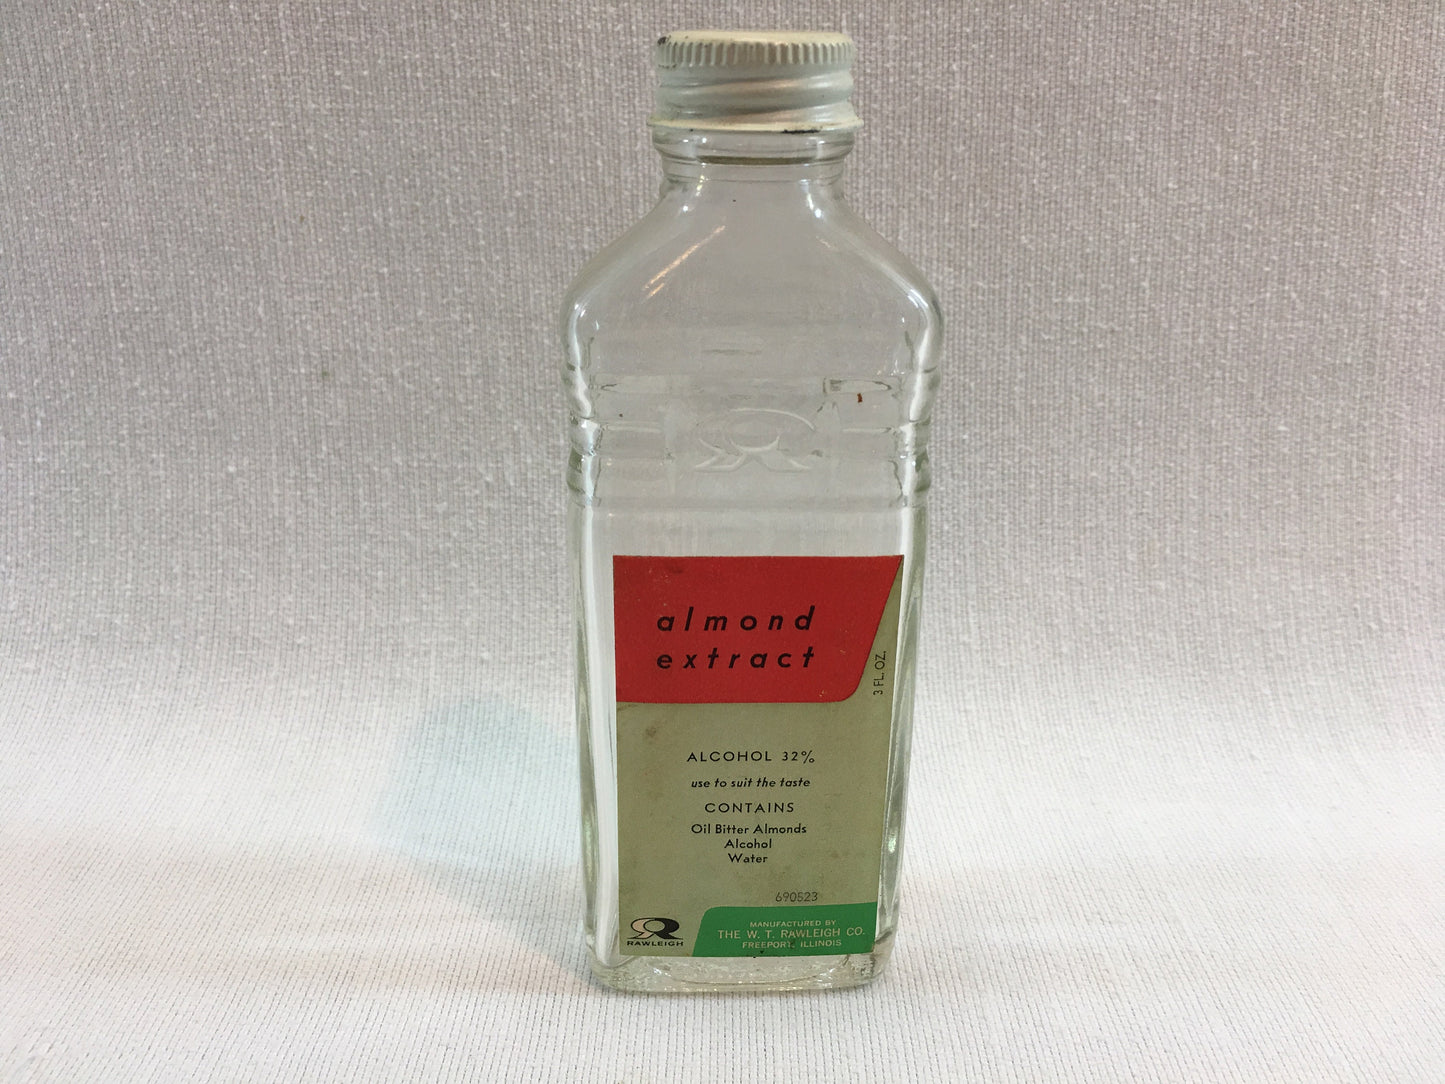 almond
extract
3 FL. OZ.
ALCOHOL 32%
use to suit the taste
CONTAINS
Oil Bitter Almonds
Alcohol
Water
690523
RAWLEIGH
MANUFACTURED BY
THE W. T. RAWLEIGH CO.
FREEPORT, ILLINOIS